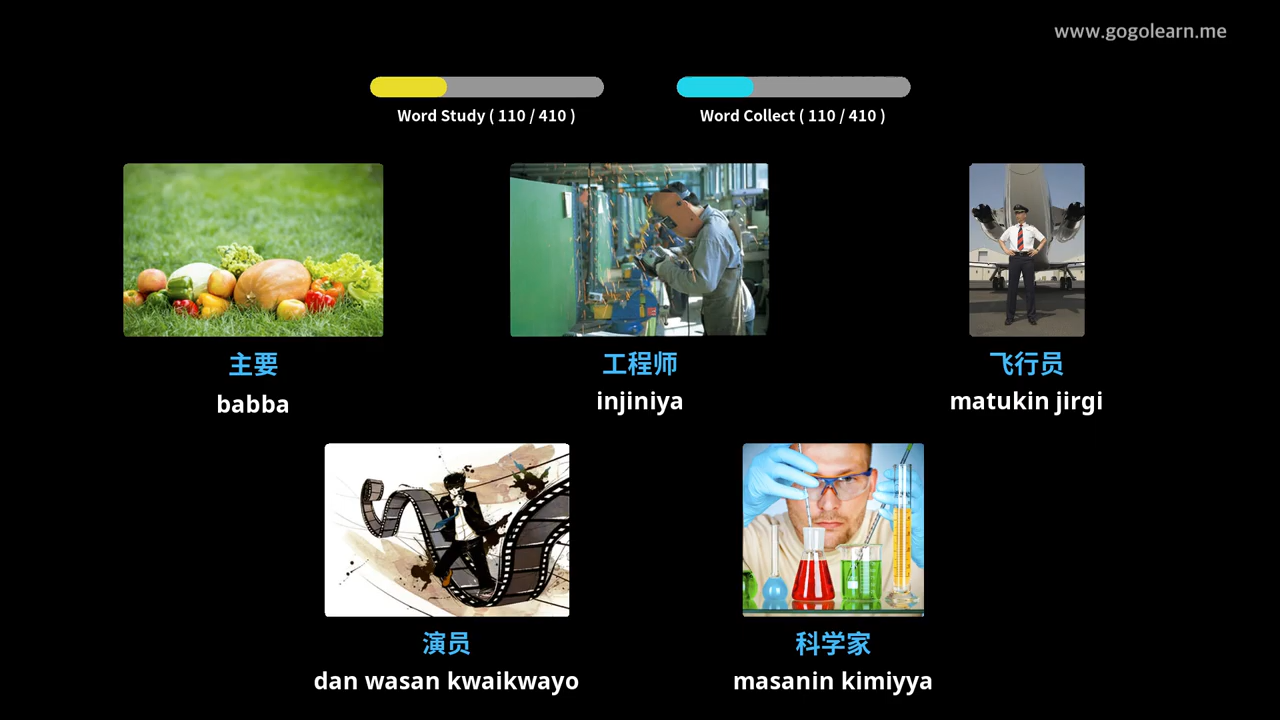 www.gogolearn.me
Word Study ( 110 / 410 )
Word Collect ( 110 / 410 )
主要
babba
工程师
injiniya
飞行员
matukin jirgi
演员
dan wasan kwaikwayo
科学家
masanin kimiyya